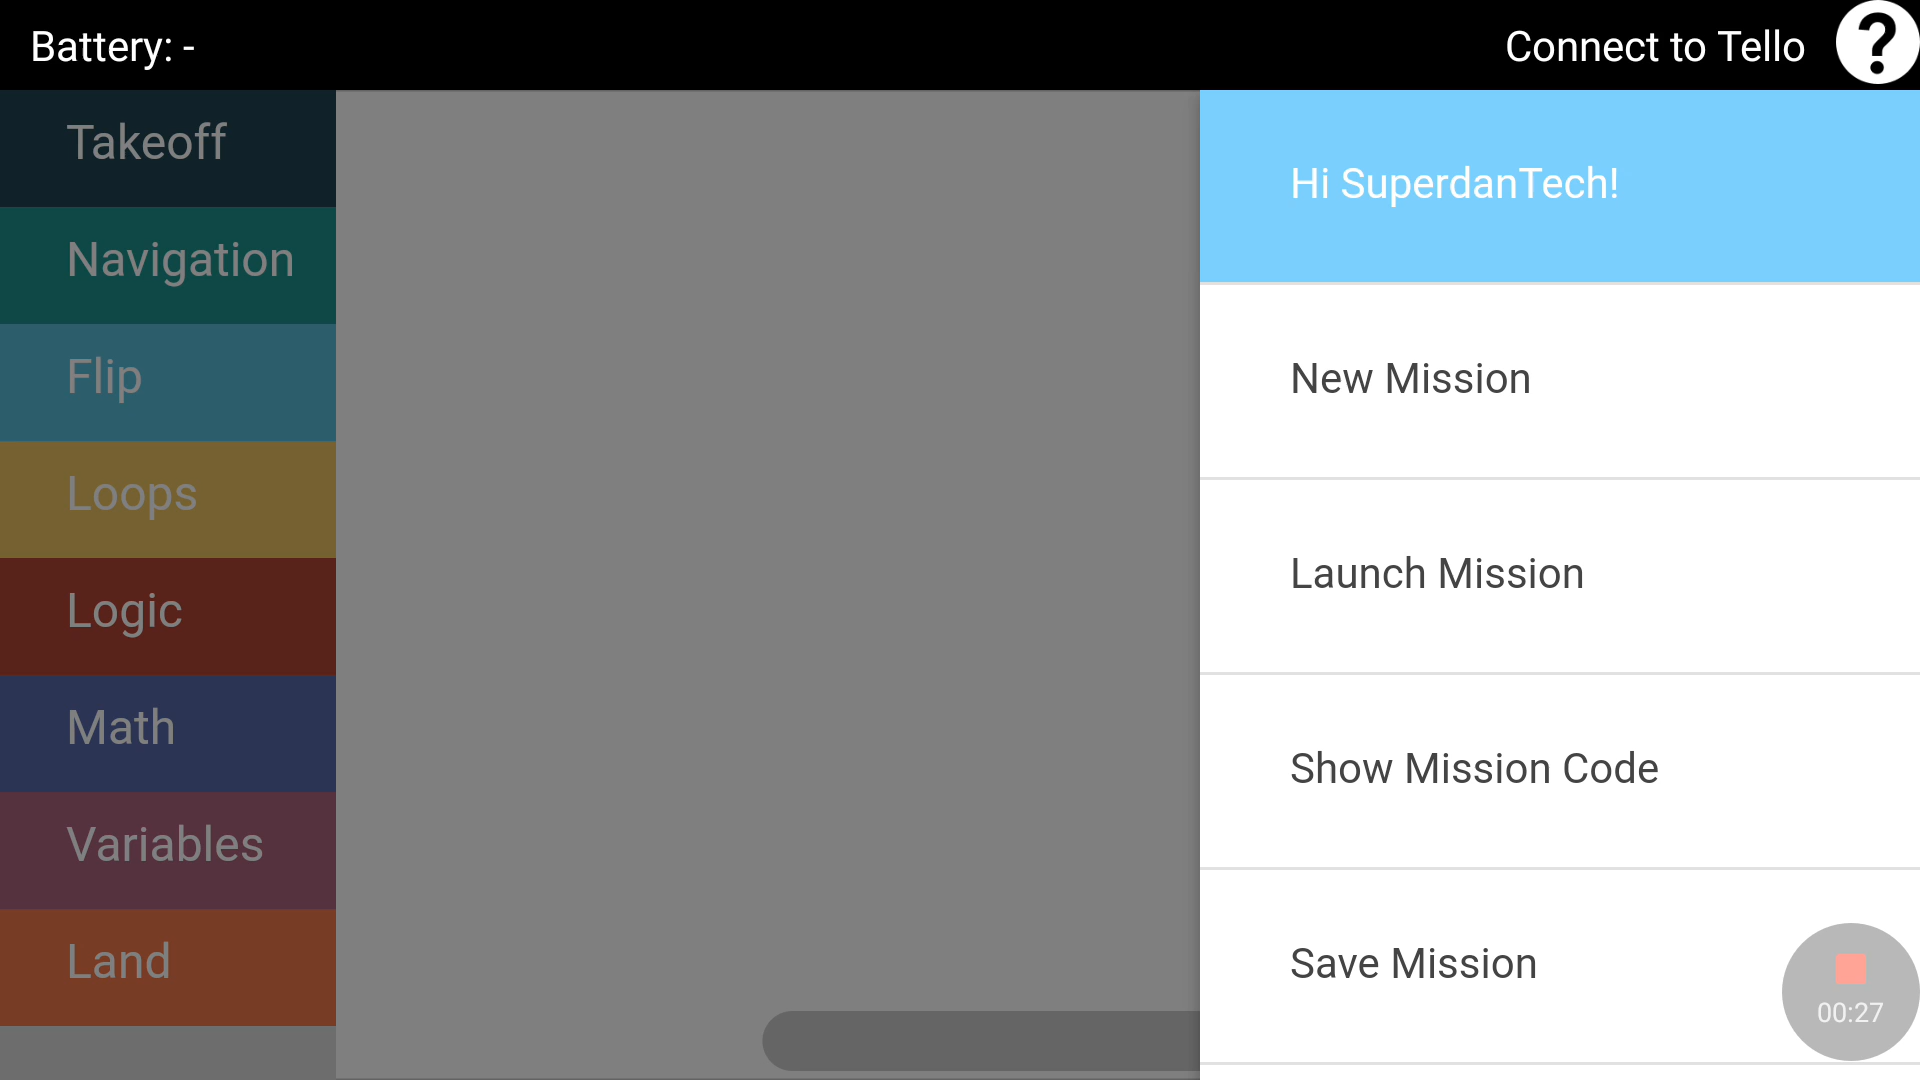 Battery: -
Connect to Tello
?
Takeoff
Navigation
Flip
Loops
Logic
Math
Variables
Land
Hi SuperdanTech!
New Mission
Launch Mission
Show Mission Code
Save Mission
00:27